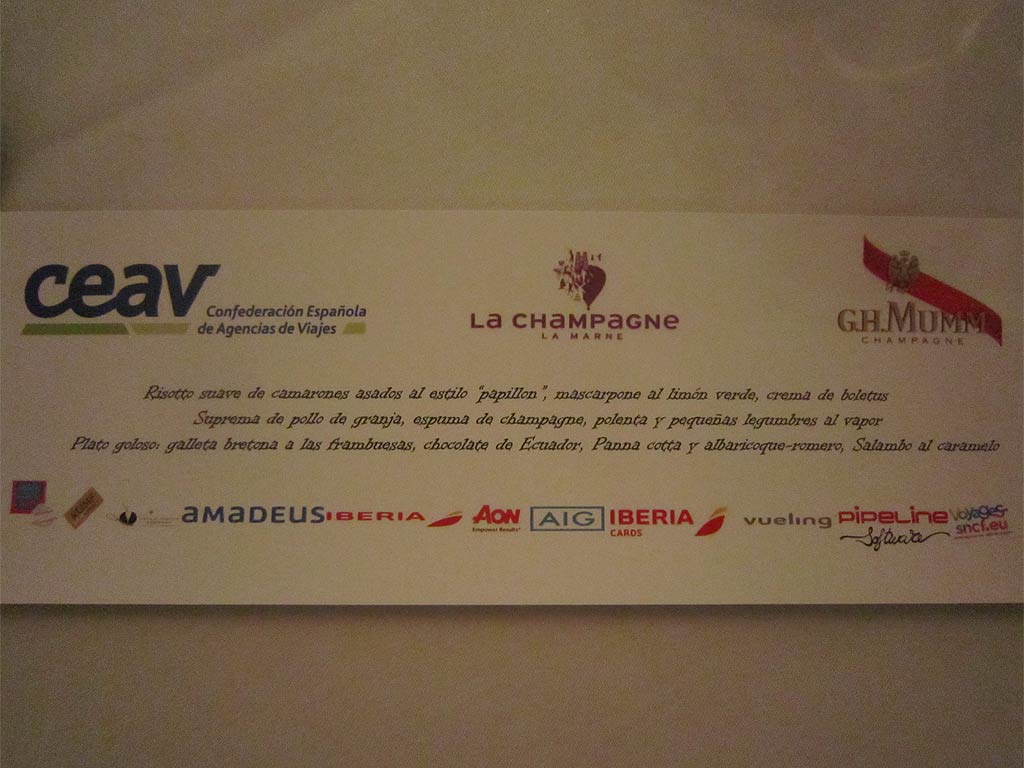 ceav
Confederación Española
de Agencias de Viajes
La CHamPaGne
La Marne
G.H.MUMM
CHAMPAGNE
Risotto suave de camarones asados al estilo "papillon", mascarpone al limón verde, crema de boletus
Suprema de pollo de granja, espuma de champagne, polenta y pequeñas legumbres al vapor
Plato goloso: galleta bretona a las frambuesas, chocolate de Ecuador, Panna cotta y albaricoque-romero, Salambo al caramelo
amaDEUS IBERIA AON AIG IBERIA vueling PIPELINE voyages-
Empower Results® CARDS Software sncf.eu